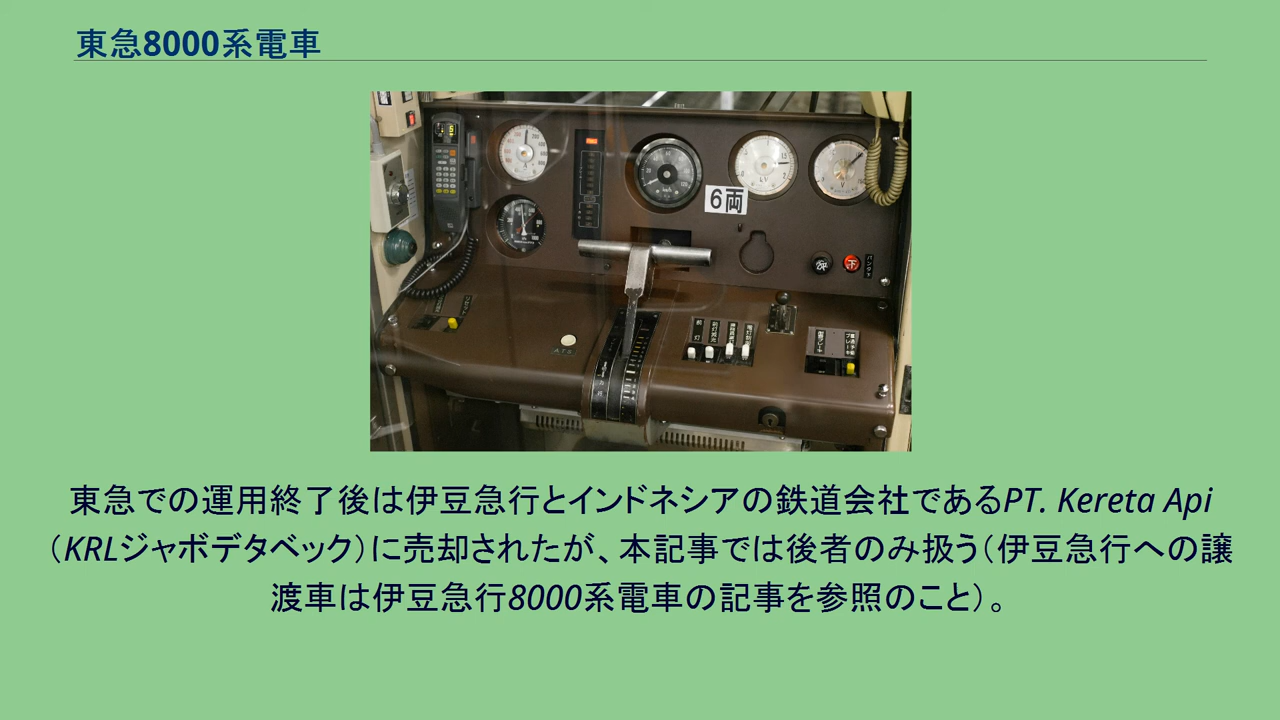 東急8000系電車
6両
ATS
下
東急での運用終了後は伊豆急行とインドネシアの鉄道会社であるPT. Kereta Api
（KRLジャボデタベック）に売却されたが、本記事では後者のみ扱う（伊豆急行への譲
渡車は伊豆急行8000系電車の記事を参照のこと）。